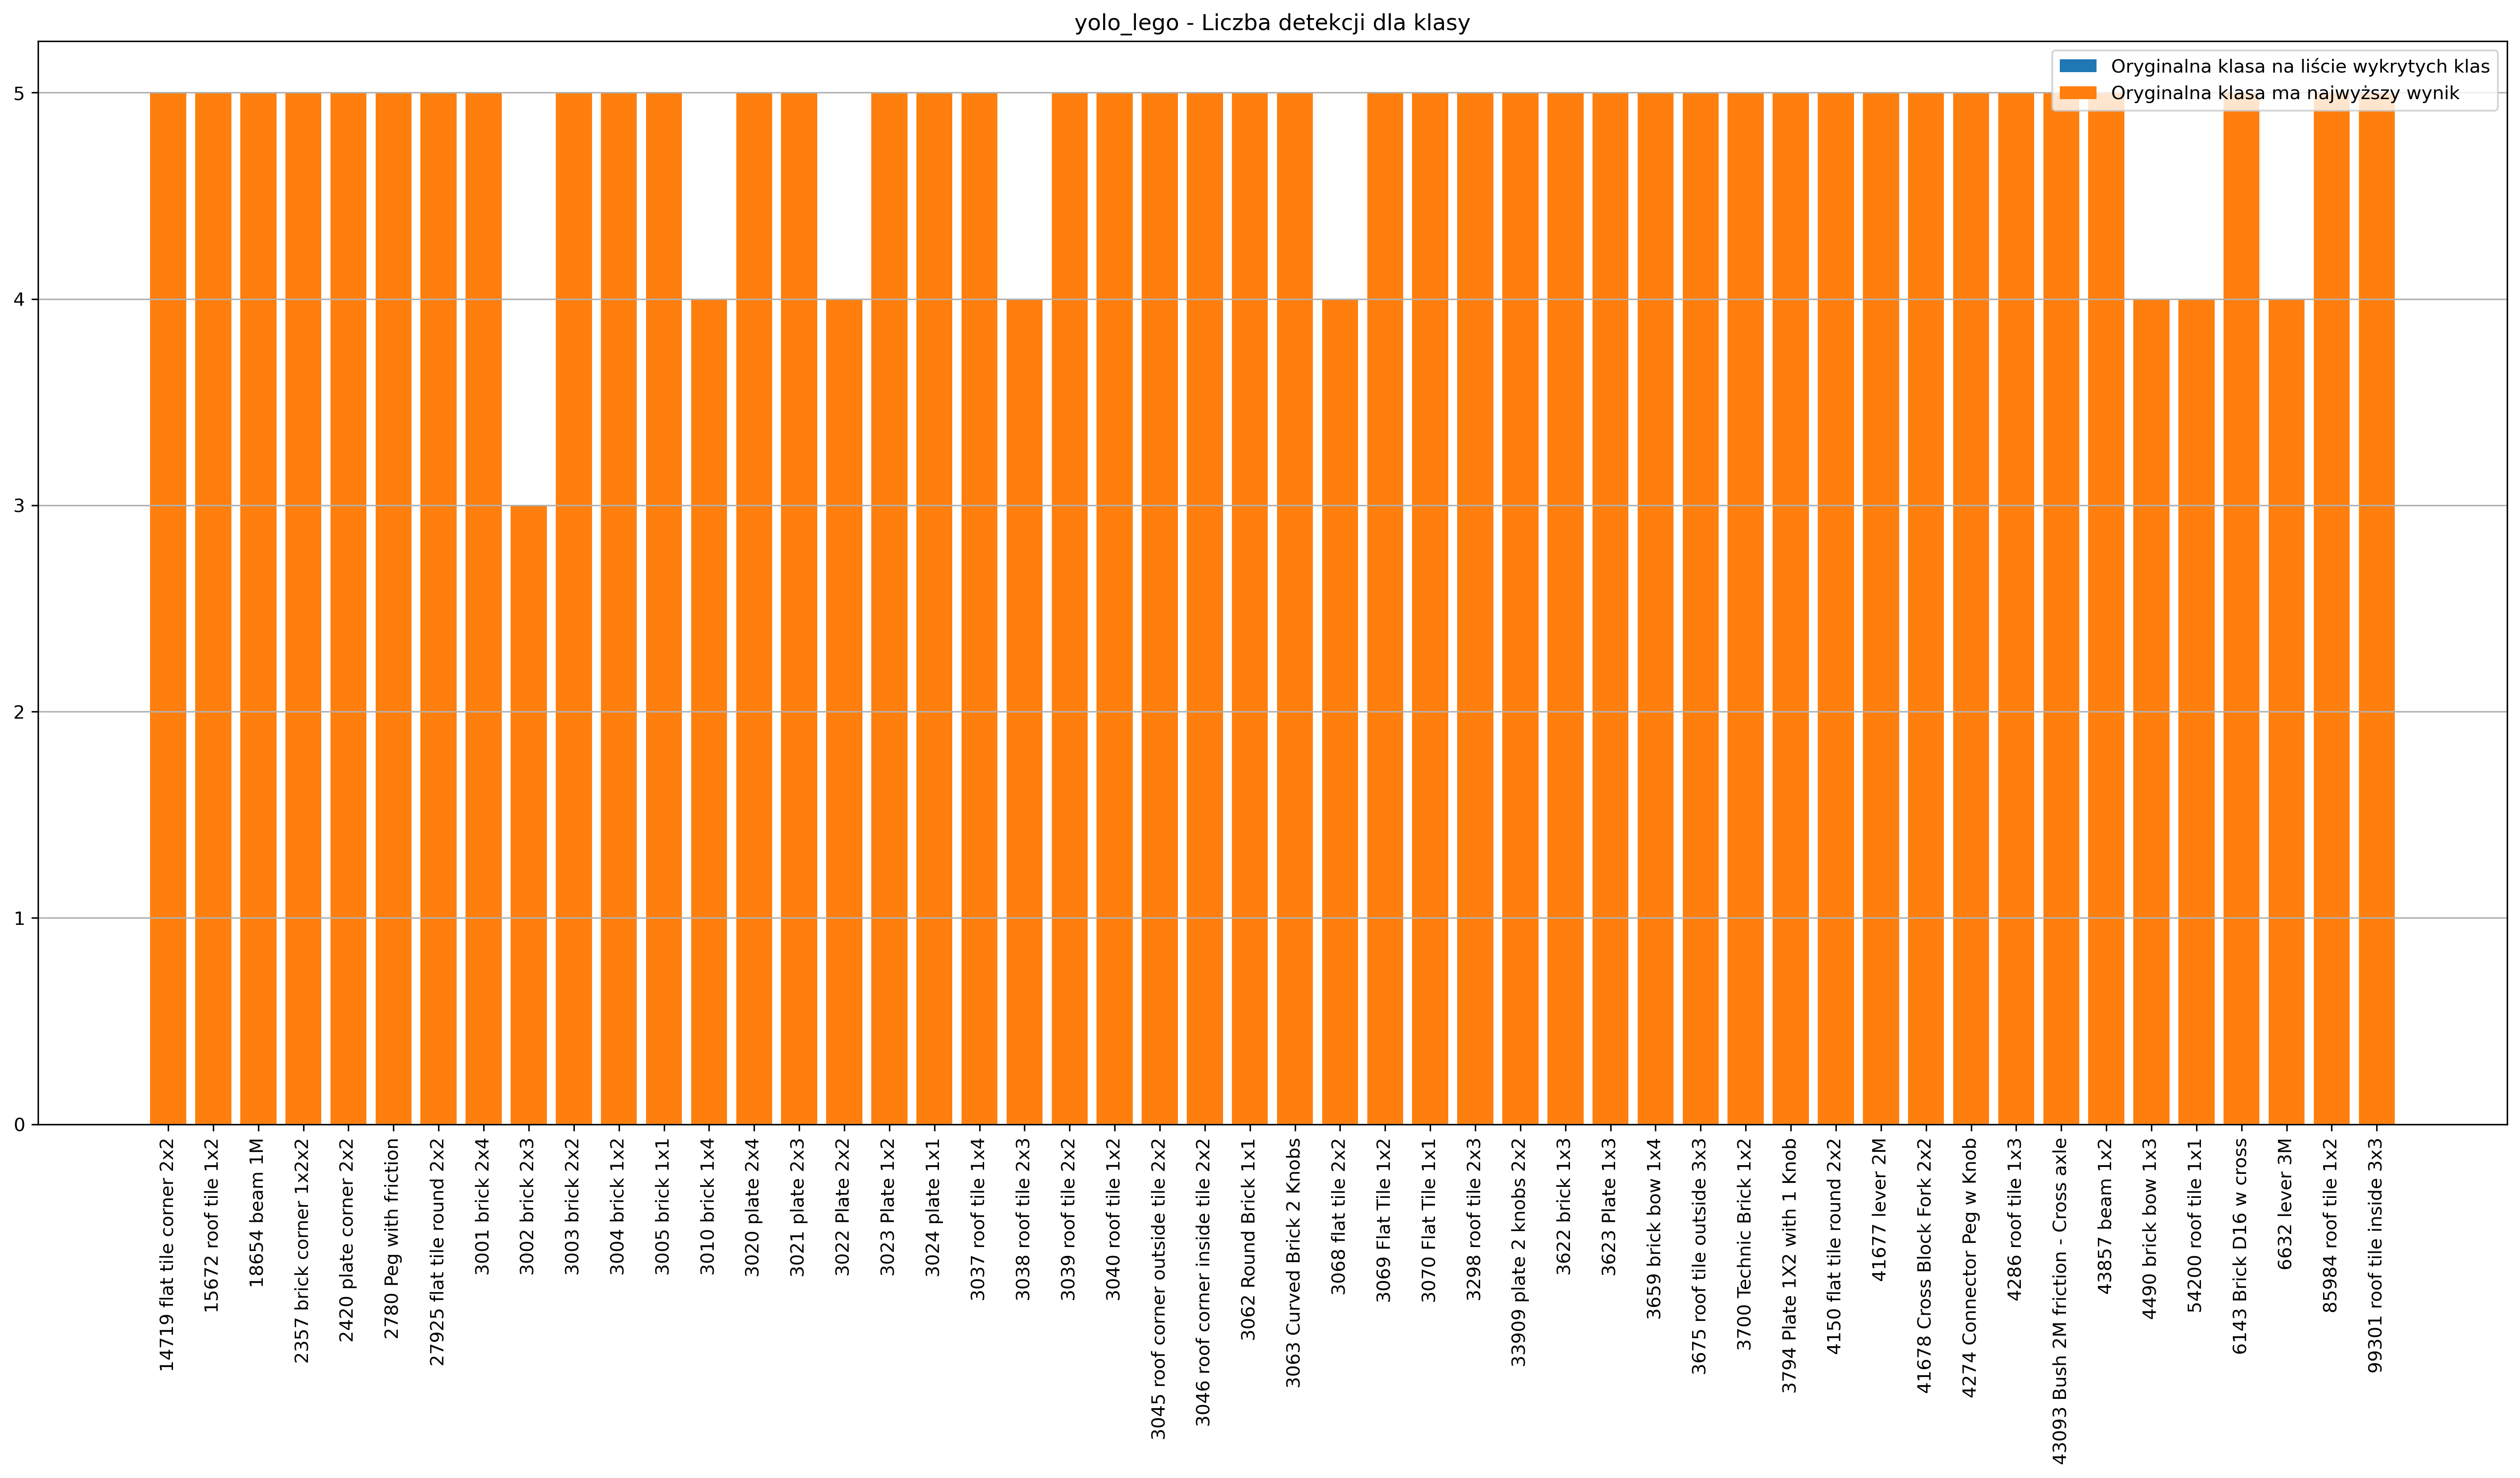 yolo_lego - Liczba detekcji dla klasy
Oryginalna klasa na liście wykrytych klas
Oryginalna klasa ma najwyższy wynik
5
4
3
2
1
0
14719 flat tile corner 2x2
15672 roof tile 1x2
18654 beam 1M
2357 brick corner 1x2x2
2420 plate corner 2x2
2780 Peg with friction
27925 flat tile round 2x2
3001 brick 2x4
3002 brick 2x3
3003 brick 2x2
3004 brick 1x2
3005 brick 1x1
3010 brick 1x4
3020 plate 2x4
3021 plate 2x3
3022 Plate 2x2
3023 Plate 1x2
3024 plate 1x1
3037 roof tile 1x4
3038 roof tile 2x3
3039 roof tile 2x2
3040 roof tile 1x2
3045 roof corner outside tile 2x2
3046 roof corner inside tile 2x2
3062 Round Brick 1x1
3063 Curved Brick 2 Knobs
3068 flat tile 2x2
3069 Flat Tile 1x2
3070 Flat Tile 1x1
3298 roof tile 2x3
33909 plate 2 knobs 2x2
3622 brick 1x3
3623 Plate 1x3
3659 brick bow 1x4
3675 roof tile outside 3x3
3700 Technic Brick 1x2
3794 Plate 1X2 with 1 Knob
4150 flat tile round 2x2
41677 lever 2M
41678 Cross Block Fork 2x2
4274 Connector Peg w Knob
4286 roof tile 1x3
43093 Bush 2M friction - Cross axle
43857 beam 1x2
4490 brick bow 1x3
54200 roof tile 1x1
6143 Brick D16 w cross
6632 lever 3M
85984 roof tile 1x2
99301 roof tile inside 3x3